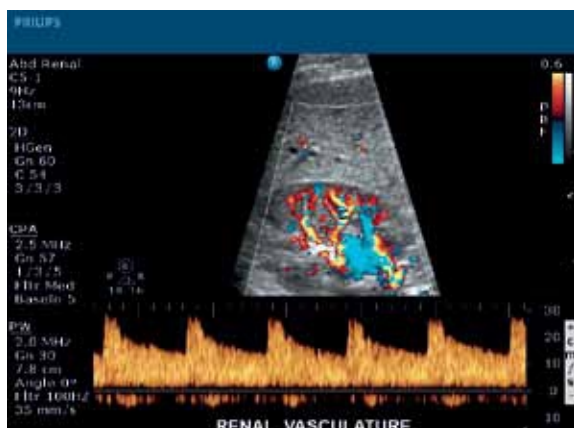 PHILIPS
Abd Renal
C5-1
9Hz
13cm
2D
HGen
Gn 60
C 54
3/3/3
CPA
2.5 MHz
Gn 57
1/3/5
Fltr Med
Baseln 5
PW
2.0 MHz
Gn 30
7.8 cm
Angle 0°
Fltr 100Hz
35 mm/s
0.6
30
20
10
0
10
RENAL VASCULATURE